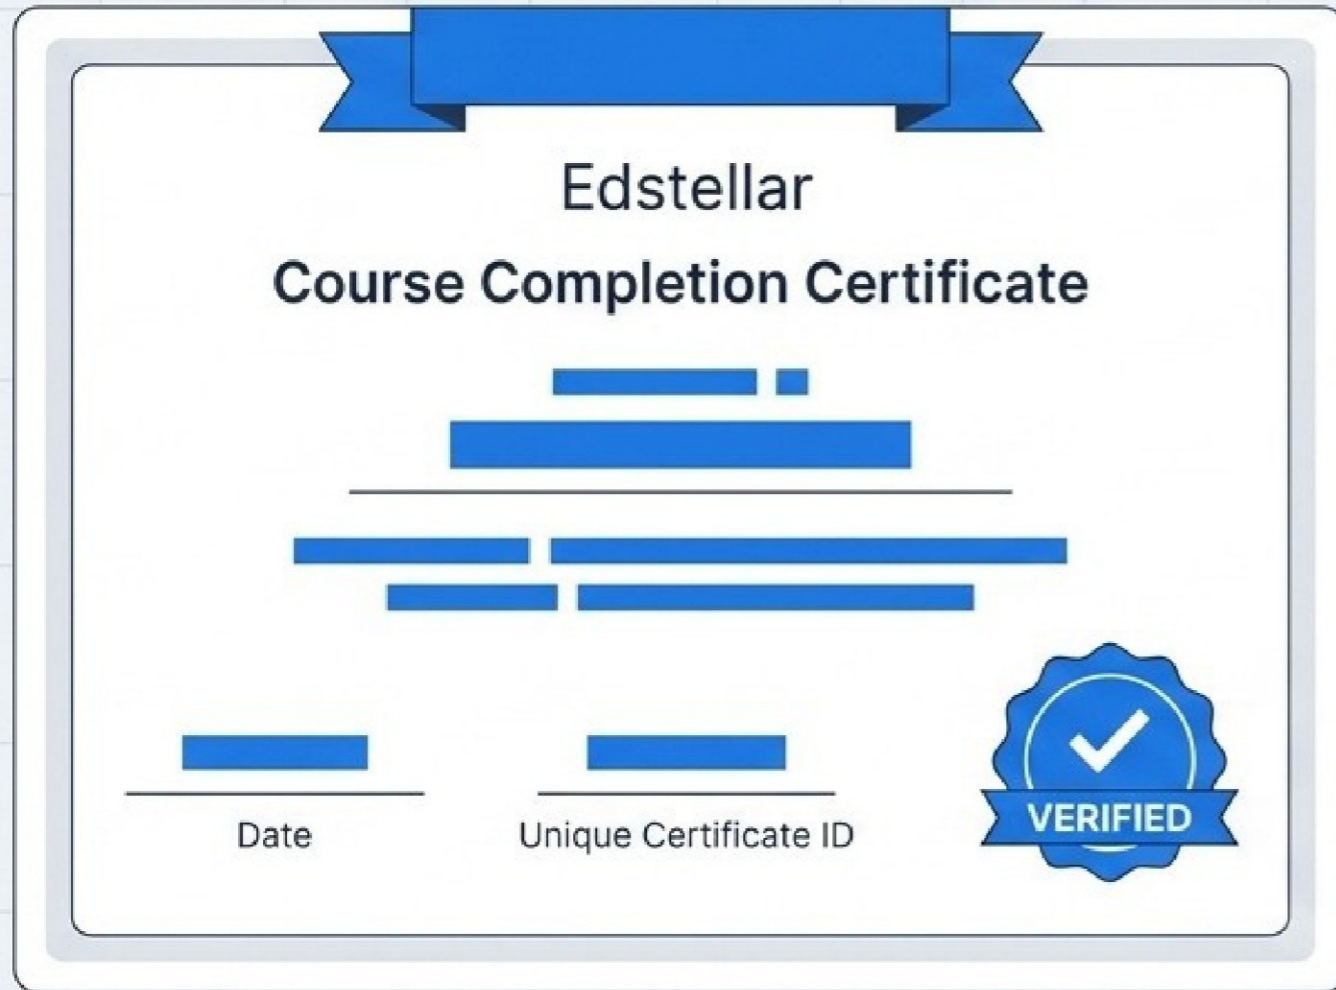 Edstellar
Course Completion Certificate
Date
Unique Certificate ID
VERIFIED